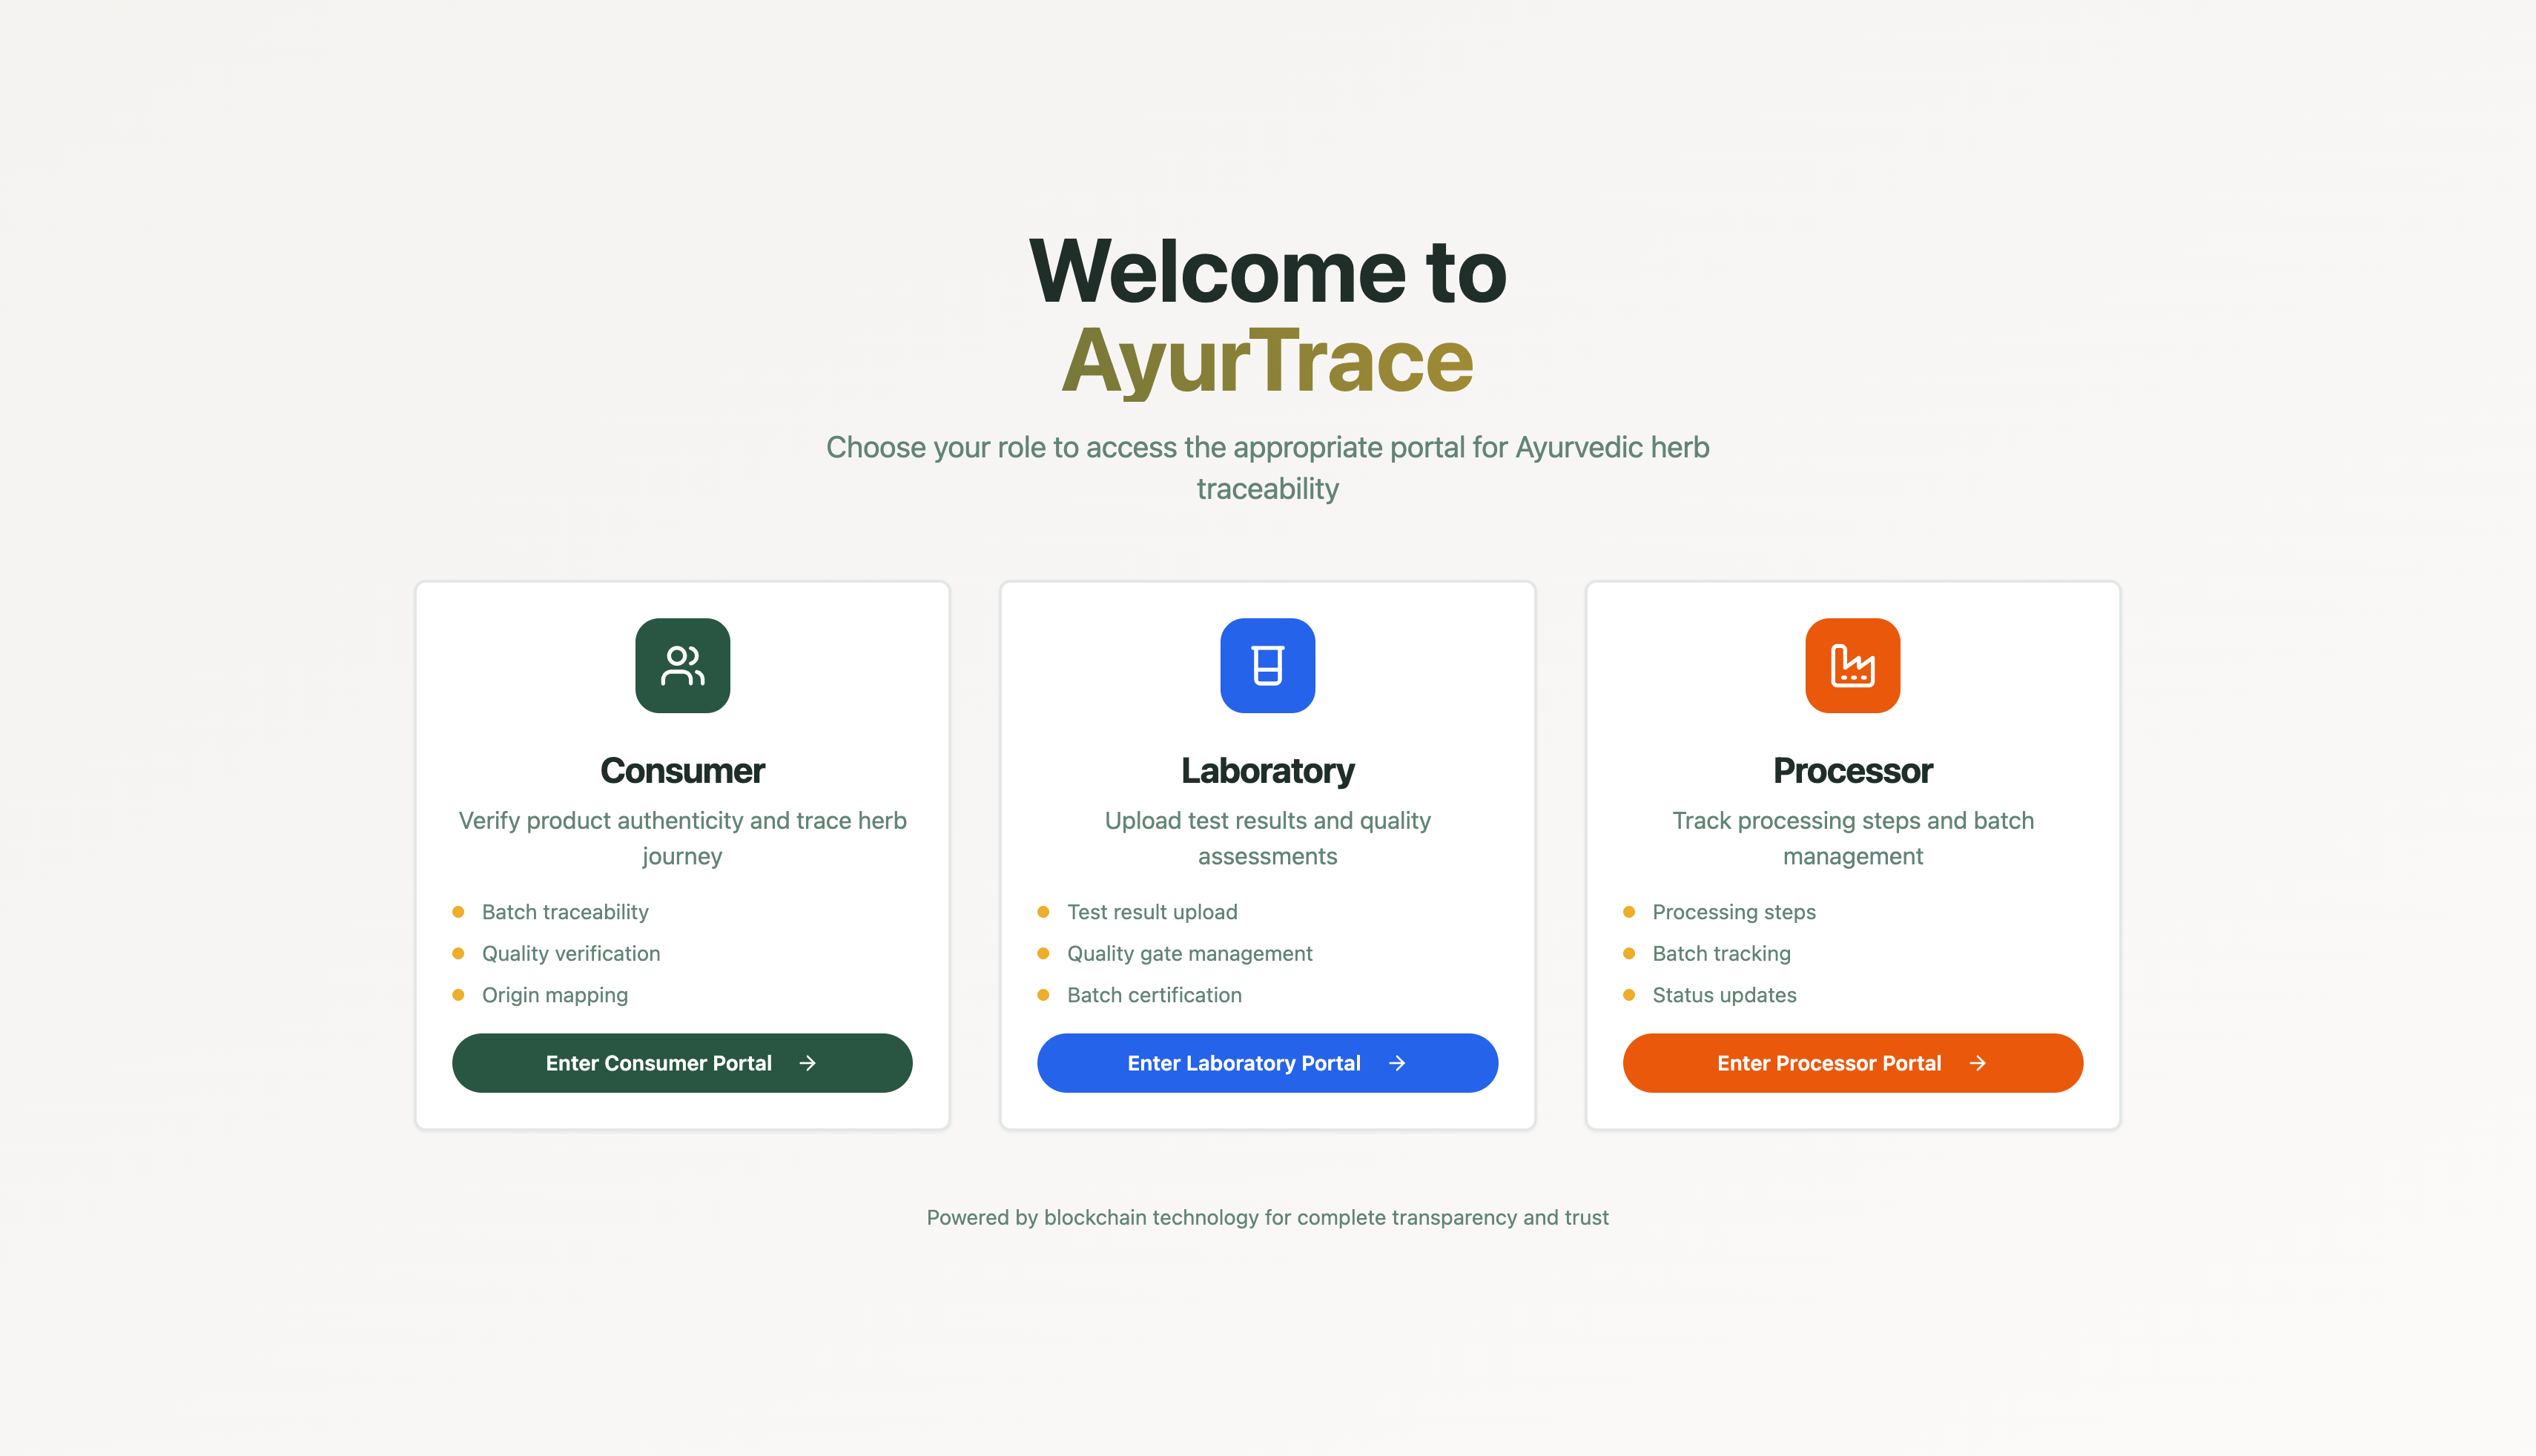 Welcome to
AyurTrace
Choose your role to access the appropriate portal for Ayurvedic herb
traceability
Consumer
Verify product authenticity and trace herb
journey
Batch traceability
Quality verification
Origin mapping
Enter Consumer Portal
Laboratory
Upload test results and quality
assessments
Test result upload
Quality gate management
Batch certification
Enter Laboratory Portal
Processor
Track processing steps and batch
management
Processing steps
Batch tracking
Status updates
Enter Processor Portal
Powered by blockchain technology for complete transparency and trust